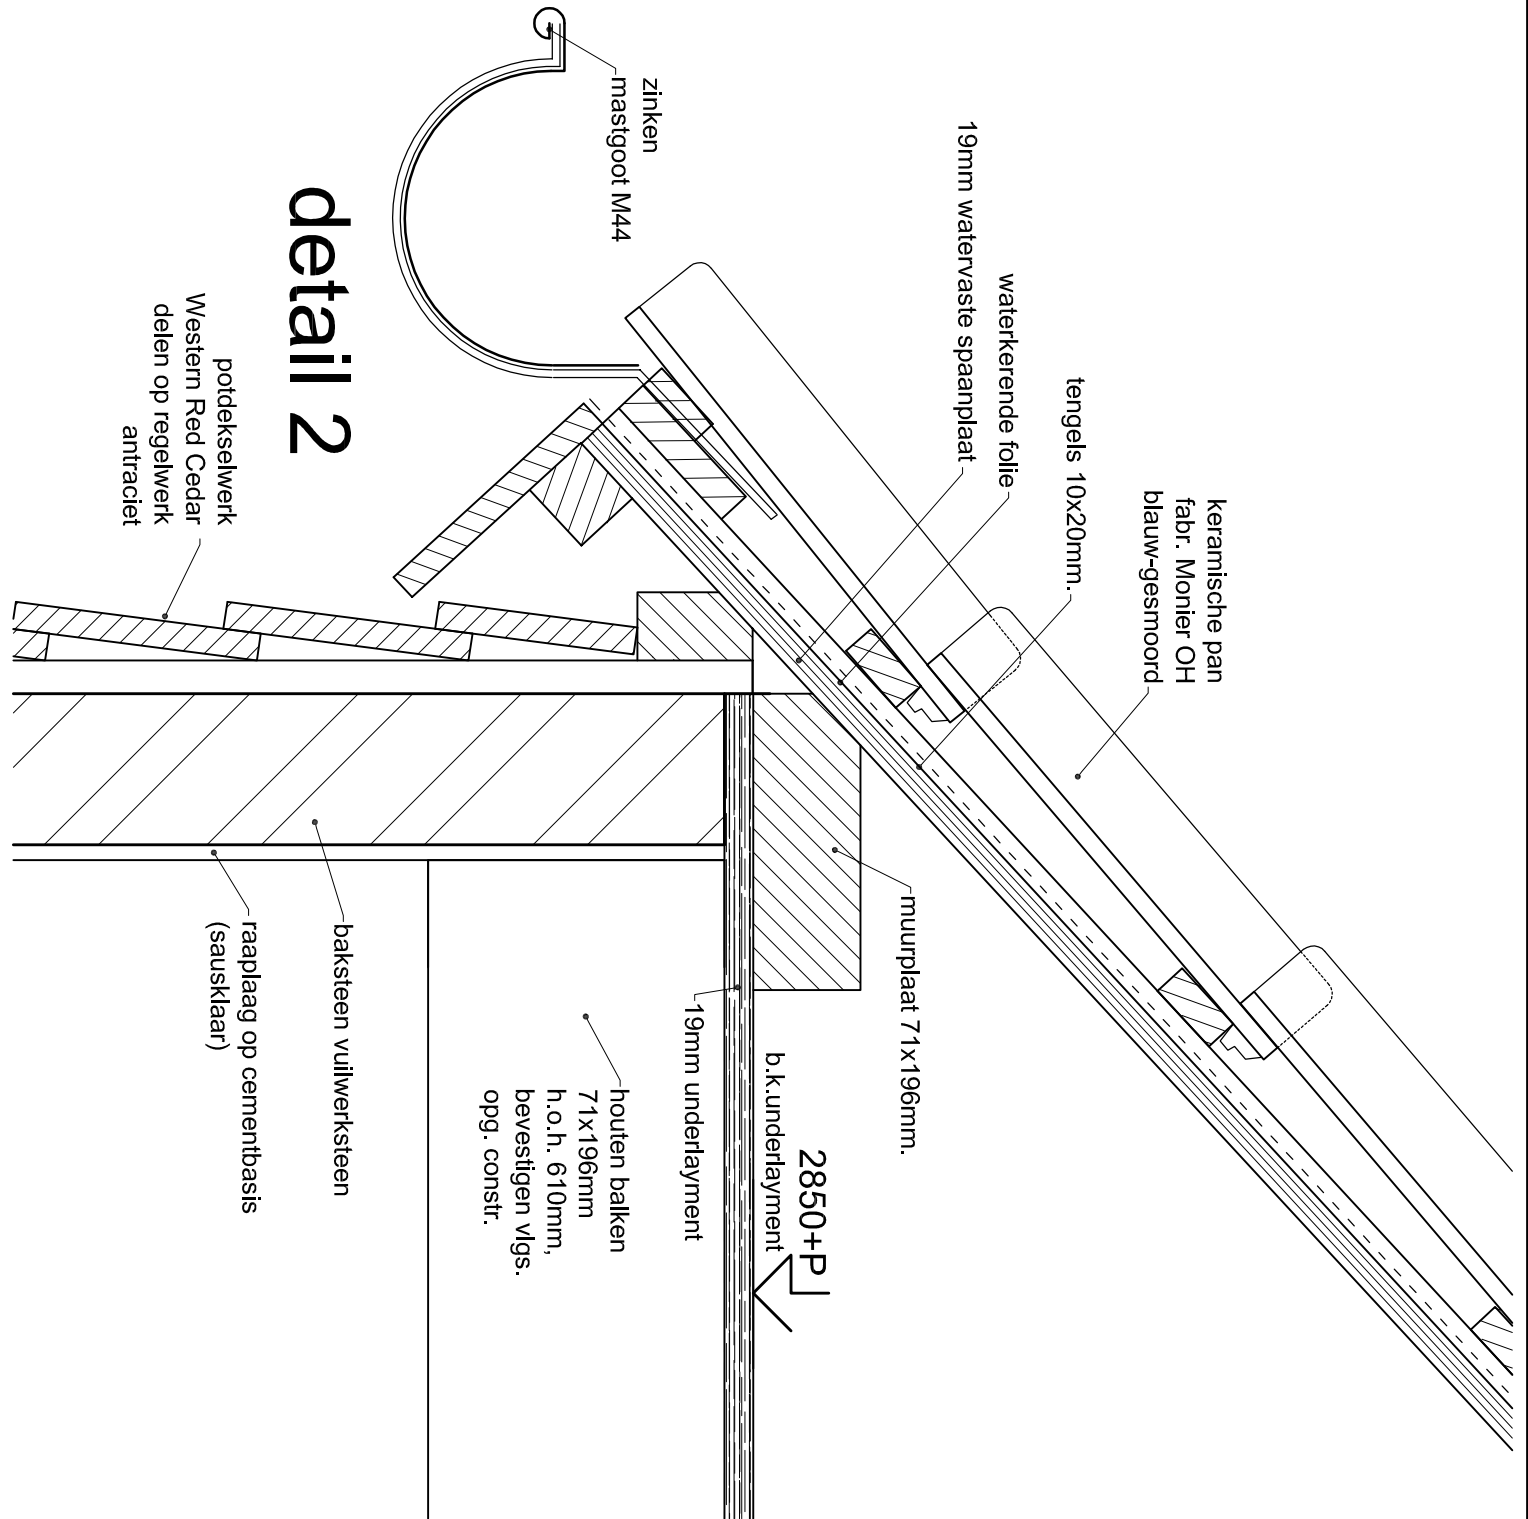 zinken
mastgoot M44
detail 2
potdekselwerk
Western Red Cedar
delen op regelwerk
antraciet
19mm watervaste spaanplaat
waterkerende folie
tengels 10x20mm.
keramische pan
fabr. Monier OH
blauw-gesmoord
muurplaat 71x196mm.
2850+P
b.k.underlayment
19mm underlayment
houten balken
71x196mm
h.o.h. 610mm,
bevestigen vlgs.
opg. constr.
baksteen vuilwerksteen
raaplaag op cementbasis
(sausklaar)